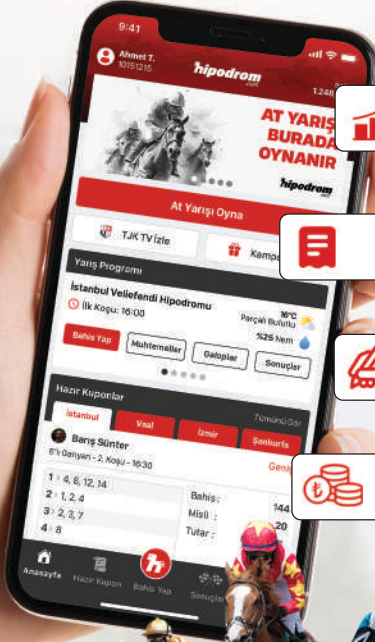 9:41
Ahmet T.
10151215
hipodrom
.com
1.248
AT YARIŞ
BURADA
OYNANIR
hipodrom
At Yarışı Oyna
TJK TV İzle
Kampa
Yarış Programı
İstanbul Veliefendi Hipodromu
İlk Koşu: 16:00
16°C
Parçalı Bulutlu
%25 Nem
Bahis Yap
Muhtemeller
Galoplar
Sonuçlar
Hazır Kuponlar
Tümünü Gör
İstanbul
Vaal
İzmir
Şanlıurfa
Barış Sünter
6'lı Ganyan - 2. Koşu - 16:30
Geniş
1 > 4, 6, 12, 14
2 > 1, 2, 4
3 > 2, 3, 7
4 > 8
Bahis :
144
Misli :
20
Tutar :
Anasayfa
Hazır Kupon
Bahis Yap
Sonuçlar